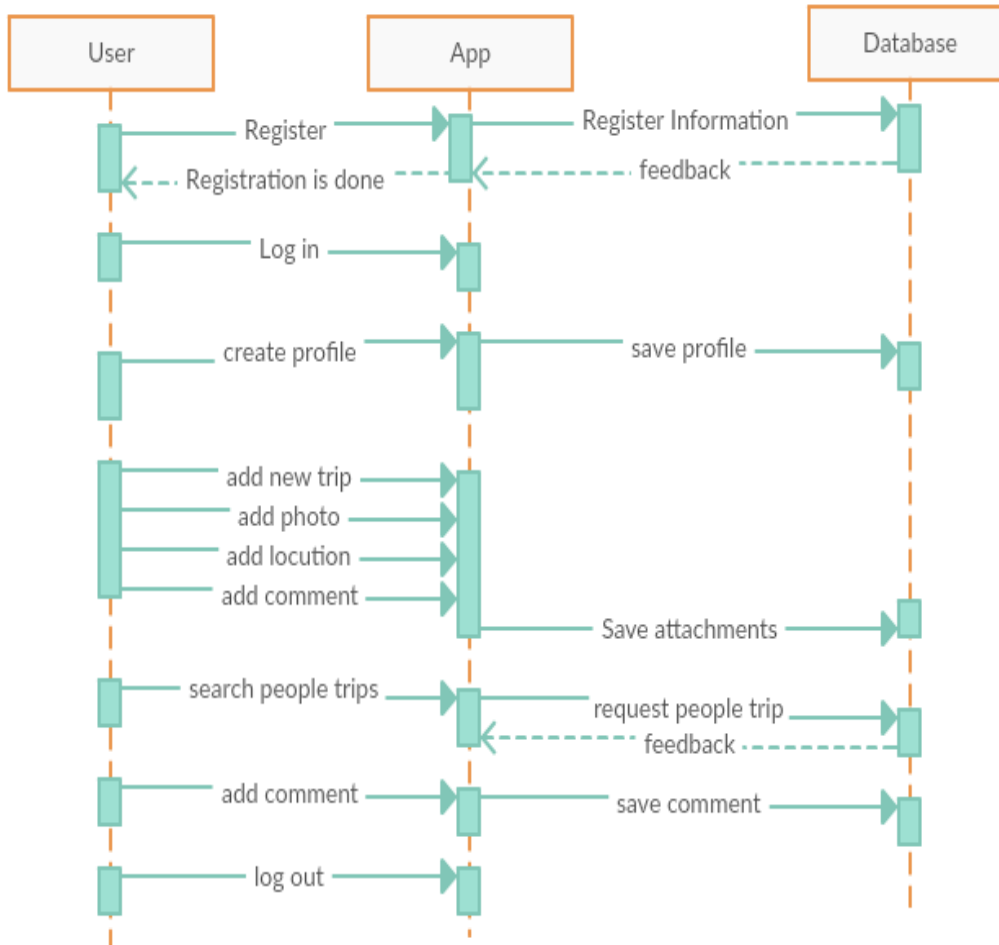 User
App
Database
Register
Register Information
feedback
Registration is done
Log in
create profile
save profile
add new trip
add photo
add locution
add comment
Save attachments
search people trips
request people trip
feedback
add comment
save comment
log out